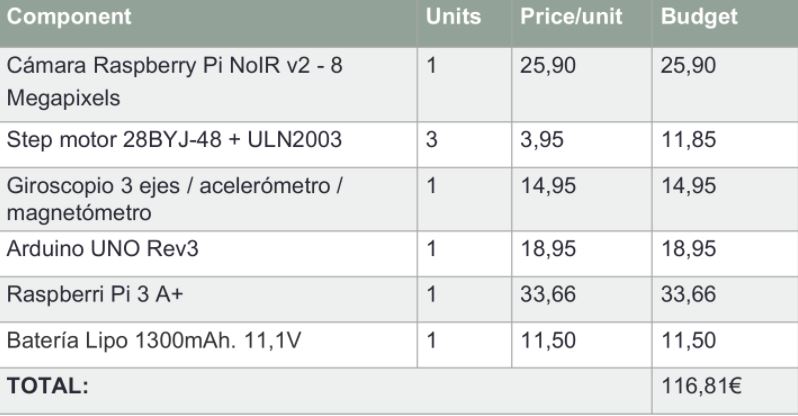 Component Units Price/unit Budget
Cámara Raspberry Pi NoIR v2 - 8 1 25,90 25,90
Megapixels
Step motor 28BYJ-48 + ULN2003 3 3,95 11,85
Giroscopio 3 ejes / acelerómetro / 1 14,95 14,95
magnetómetro
Arduino UNO Rev3 1 18,95 18,95
Raspberri Pi 3 A+ 1 33,66 33,66
Batería Lipo 1300mAh. 11,1V 1 11,50 11,50
TOTAL: 116,81€